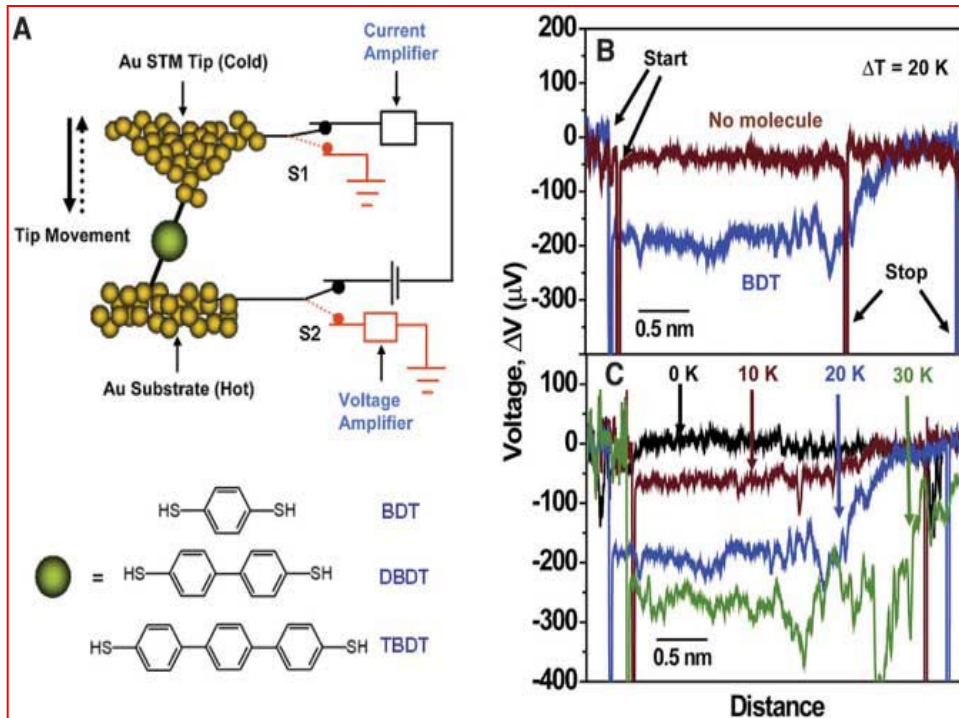 A
Au STM Tip (Cold)
Current
Amplifier
S1
Tip Movement
S2
Au Substrate (Hot)
Voltage
Amplifier
HS
SH
BDT
=
HS
SH
DBDT
HS
SH
TBDT
Voltage, ΔV (μV)
B
200
100
0
-100
-200
-300
Start
ΔT = 20 K
No molecule
BDT
Stop
0.5 nm
C
100
0
-100
-200
-300
-400
0 K
10 K
20 K
30 K
0.5 nm
Distance